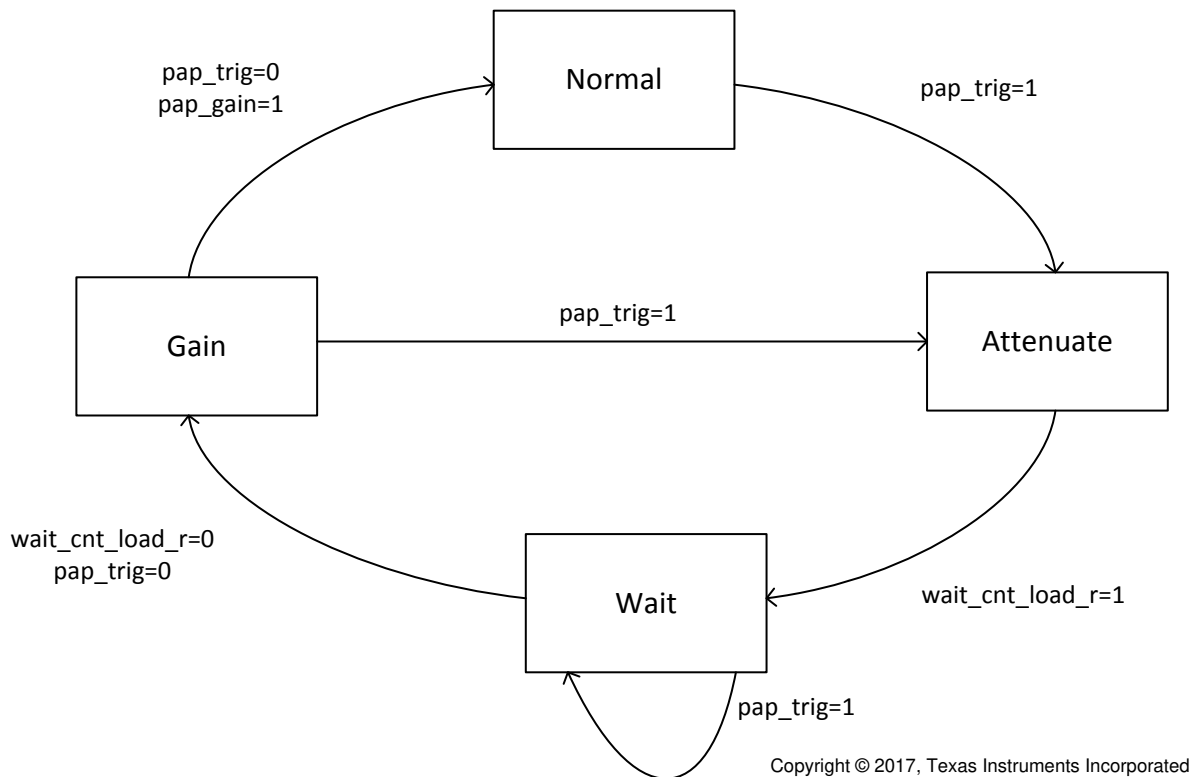 Normal
pap_trig=0
pap_gain=1
pap_trig=1
Gain
pap_trig=1
Attenuate
wait_cnt_load_r=0
pap_trig=0
Wait
wait_cnt_load_r=1
pap_trig=1
Copyright © 2017, Texas Instruments Incorporated